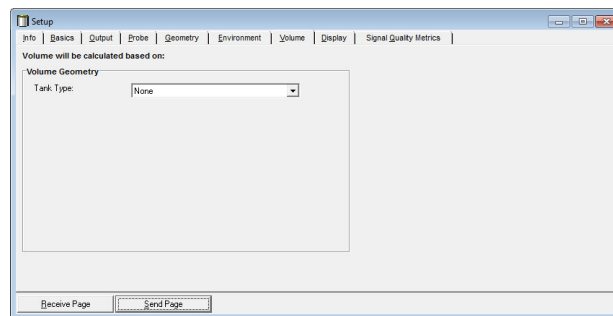 Setup
Info Basics Output Probe Geometry Environment Volume Display Signal Quality Metrics
Volume will be calculated based on:
Volume Geometry
Tank Type: None
Receive Page Send Page